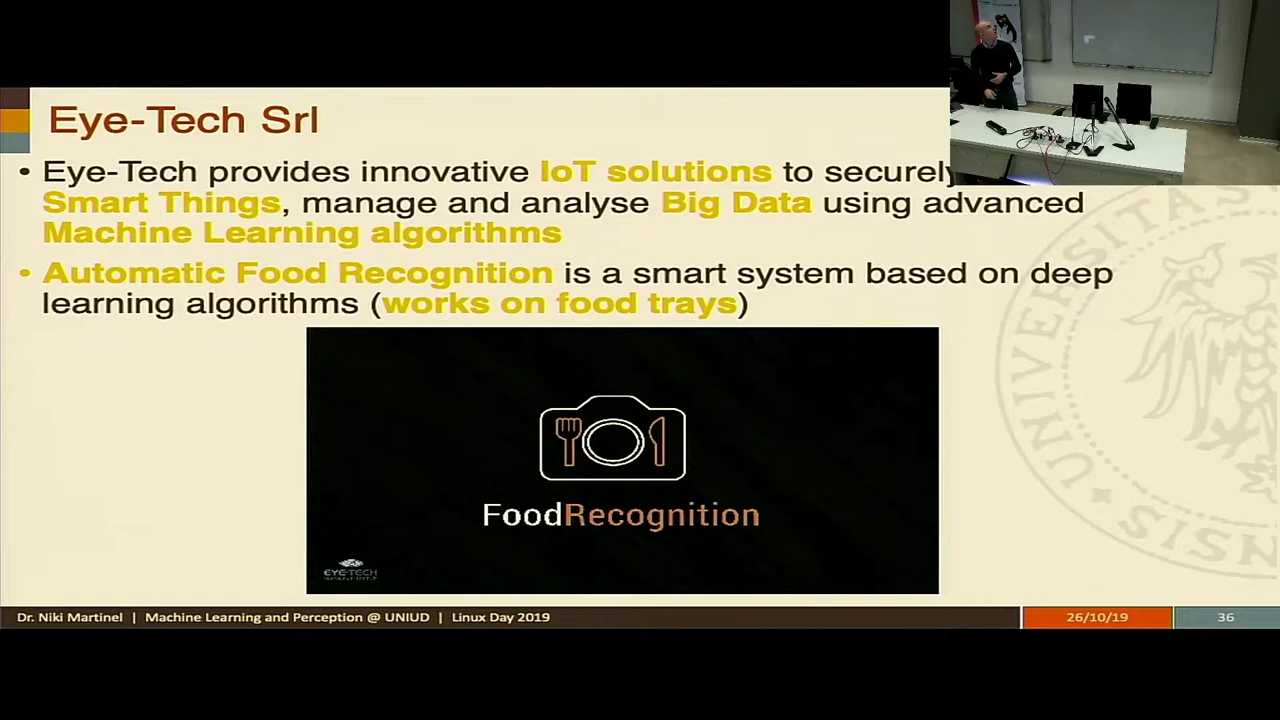 Eye-Tech Srl
• Eye-Tech provides innovative IoT solutions to securely
Smart Things, manage and analyse Big Data using advanced
Machine Learning algorithms
• Automatic Food Recognition is a smart system based on deep
learning algorithms (works on food trays)
FoodRecognition
EYE-TECH
Dr. Niki Martinel | Machine Learning and Perception @ UNIUD | Linux Day 2019
26/10/19
36